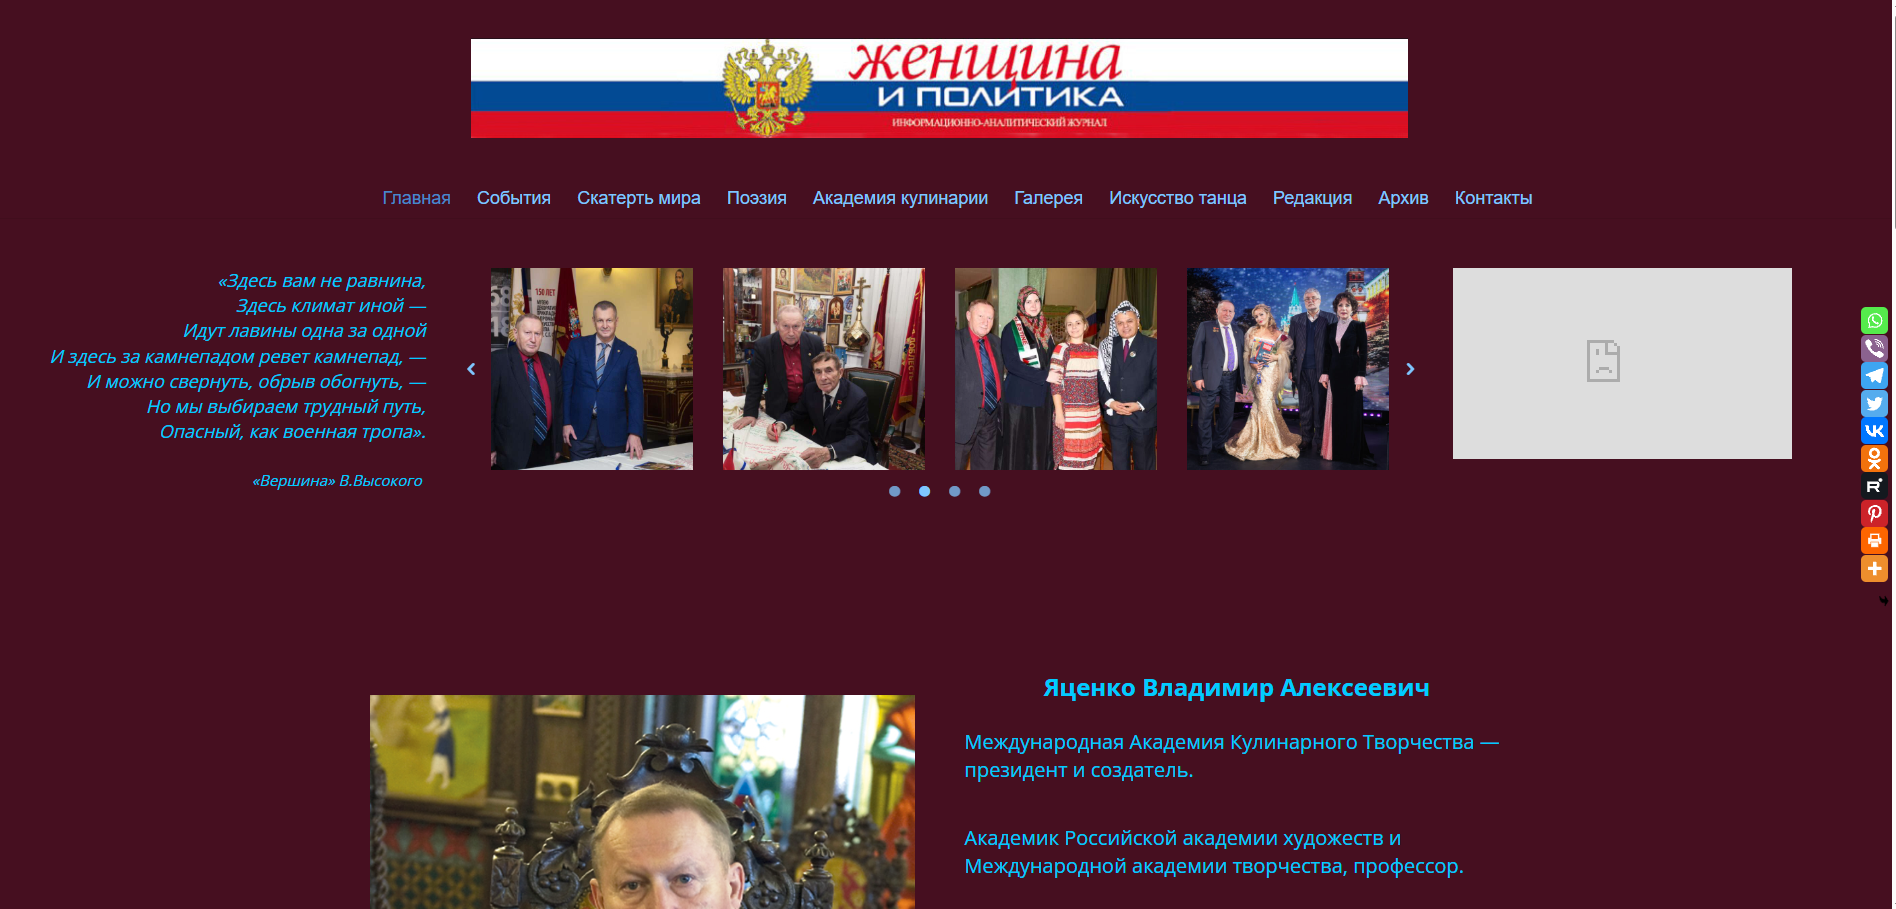 женщина
и политика
информационно-аналитический журнал
Главная События Скатерть мира Поэзия Академия кулинарии Галерея Искусство танца Редакция Архив Контакты
«Здесь вам не равнина,
Здесь климат иной —
Идут лавины одна за одной
И здесь за камнепадом ревет камнепад, —
И можно свернуть, обрыв обогнуть, —
Но мы выбираем трудный путь,
Опасный, как военная тропа».
«Вершина» В.Высокого
150 ЛЕТ
Яценко Владимир Алексеевич
Международная Академия Кулинарного Творчества —
президент и создатель.
Академик Российской академии художеств и
Международной академии творчества, профессор.